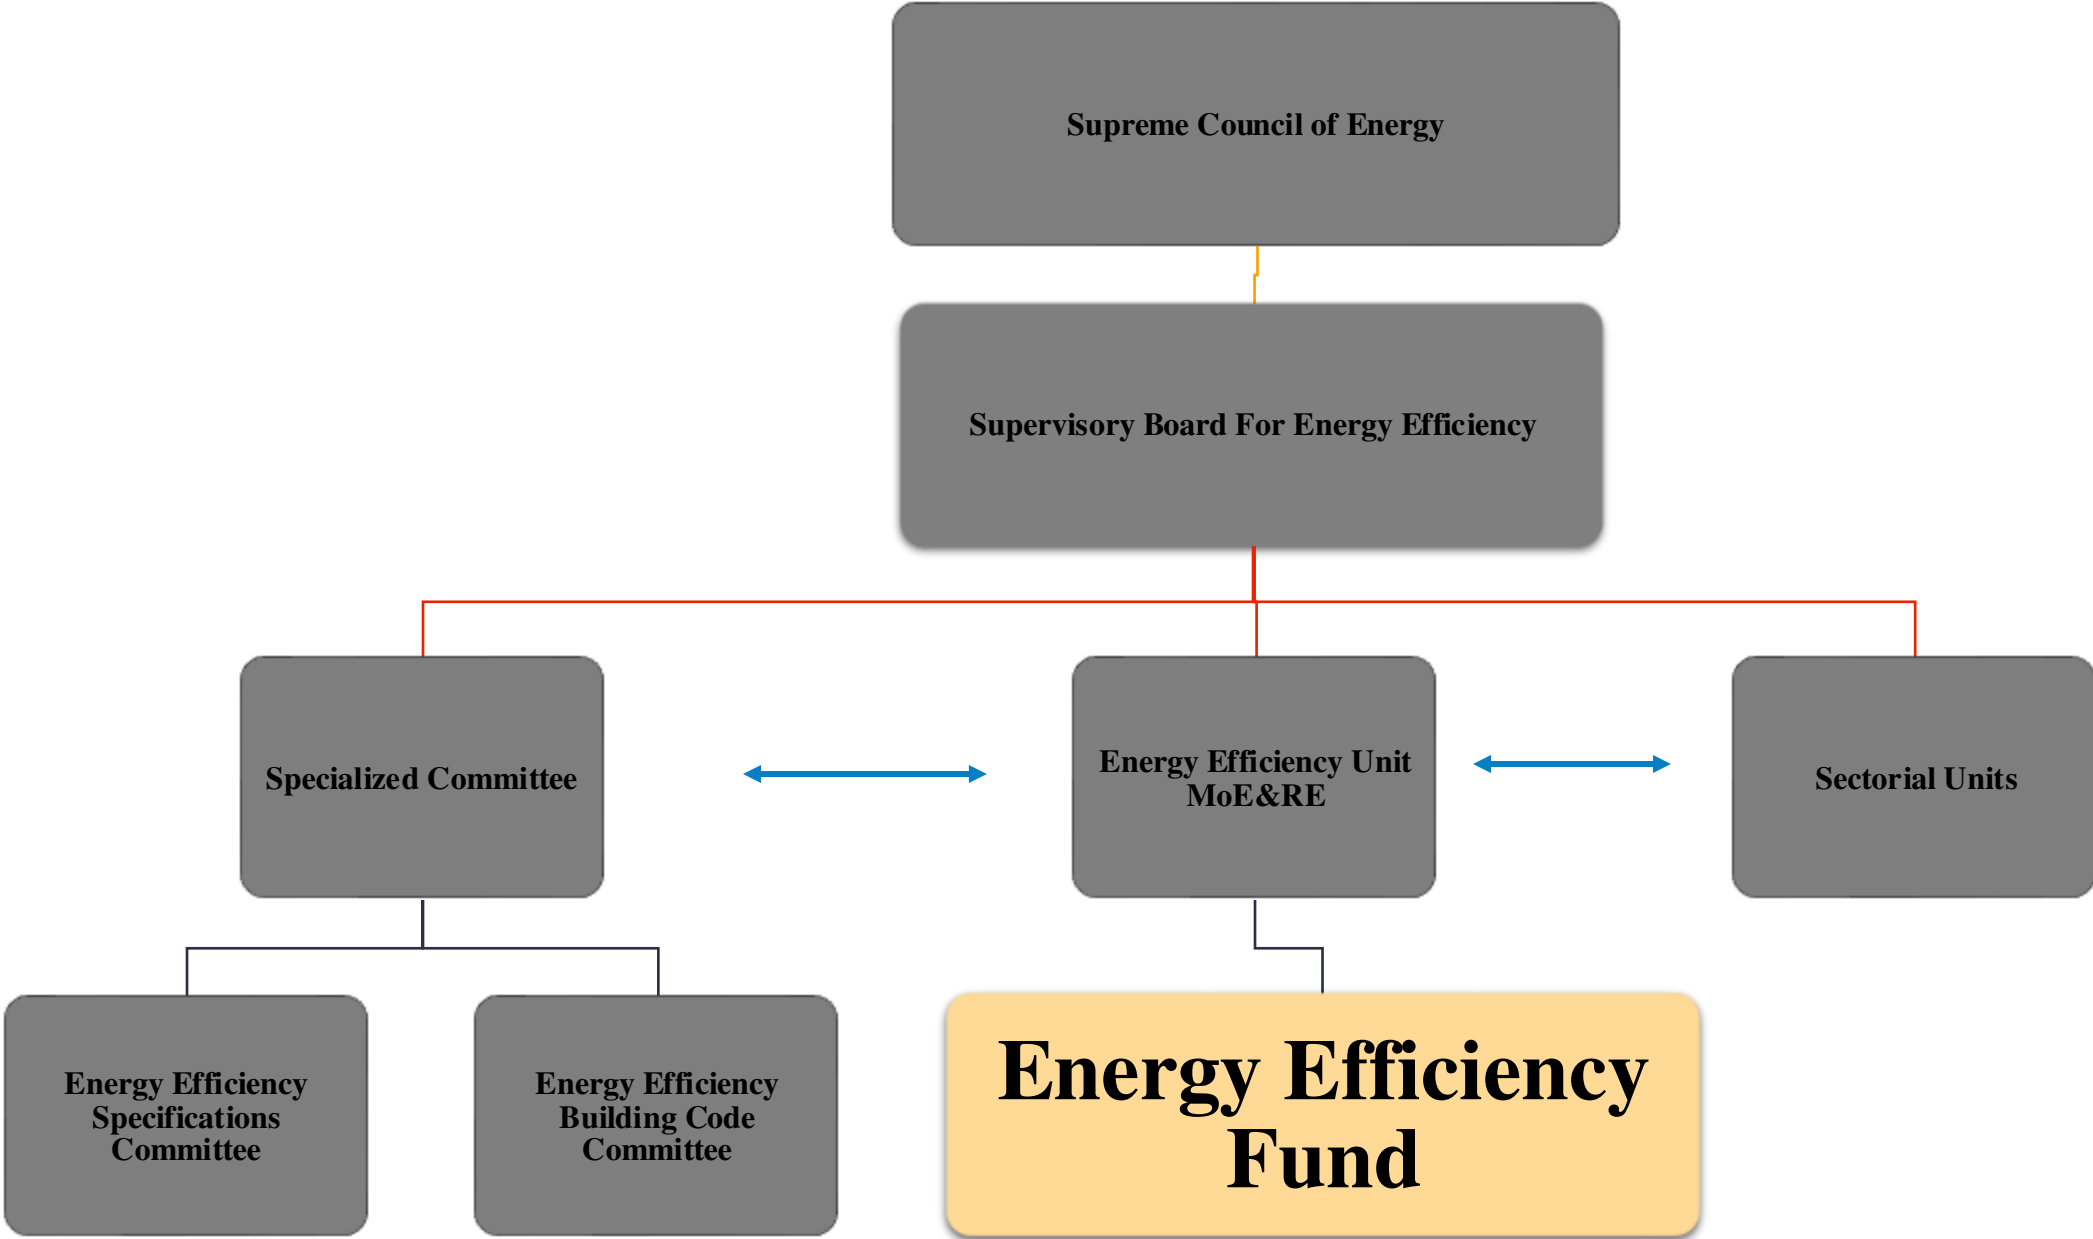 Supreme Council of Energy
Supervisory Board For Energy Efficiency
Specialized Committee
Energy Efficiency Unit
MoE&RE
Sectorial Units
Energy Efficiency
Specifications
Committee
Energy Efficiency
Building Code
Committee
Energy Efficiency
Fund